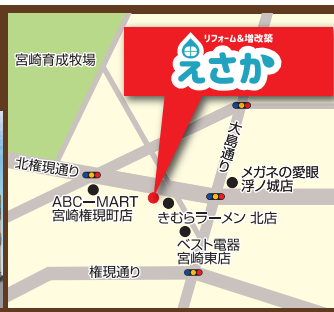 リフォーム&増改築
えさか
宮崎育成牧場
大島通り
北権現通り
メガネの愛眼
浮ノ城店
ABC−MART
宮崎権現町店
きむらラーメン 北店
ベスト電器
宮崎東店
権現通り